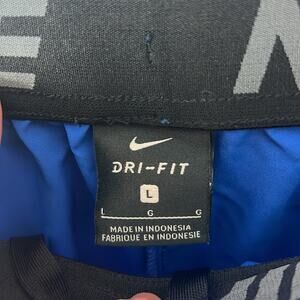 DRI-FIT
L
L G G
MADE IN INDONESIA
FABRIQUE EN INDONESIE